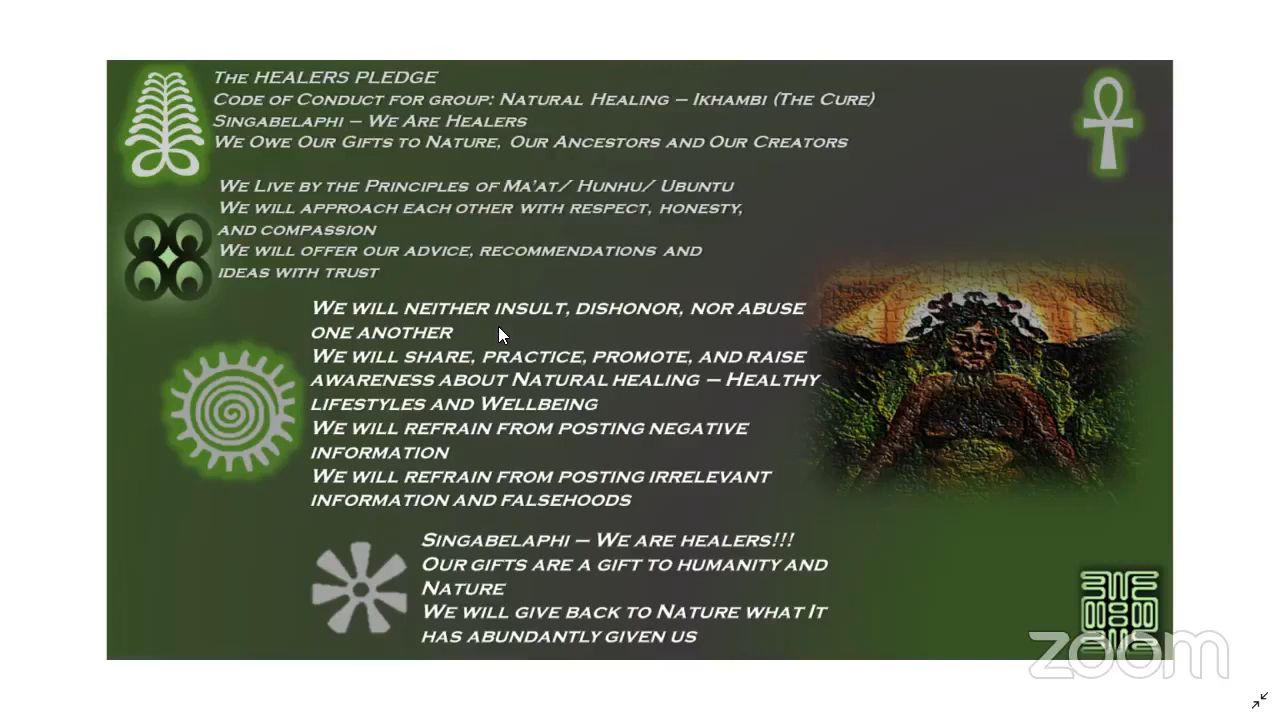 The HEALERS PLEDGE
Code of Conduct for group: Natural Healing – Ikhambi (The Cure)
Singabelaphi – We Are Healers
We Owe Our Gifts to Nature, Our Ancestors and Our Creators
We Live by the Principles of Ma'at/ Hunhu/ Ubuntu
We will approach each other with respect, honesty,
and compassion
We will offer our advice, recommendations and
ideas with trust
We will neither insult, dishonor, nor abuse
one another
We will share, practice, promote, and raise
awareness about Natural healing – Healthy
lifestyles and Wellbeing
We will refrain from posting negative
information
We will refrain from posting irrelevant
information and falsehoods
Singabelaphi – We are healers!!!
Our gifts are a gift to humanity and
Nature
We will give back to Nature what It
has abundantly given us
zoom